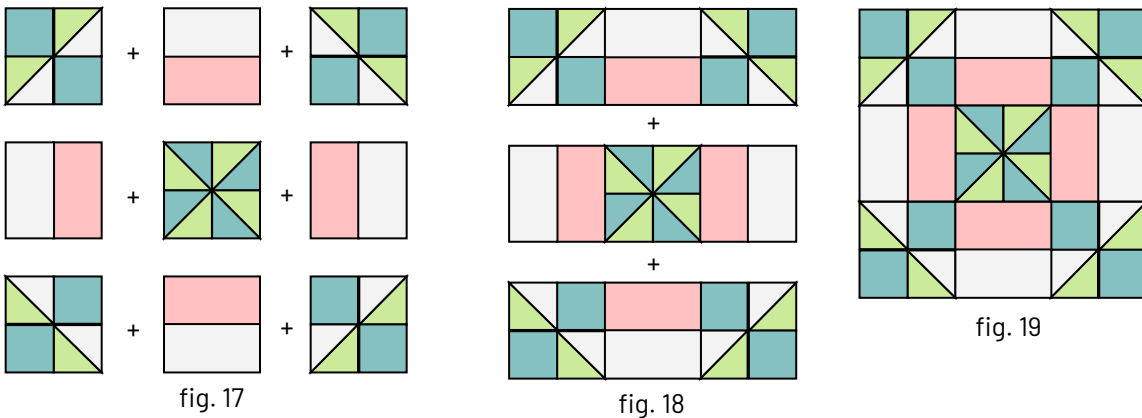 + +
+ +
+ +
fig. 17
+
+
fig. 18
fig. 19